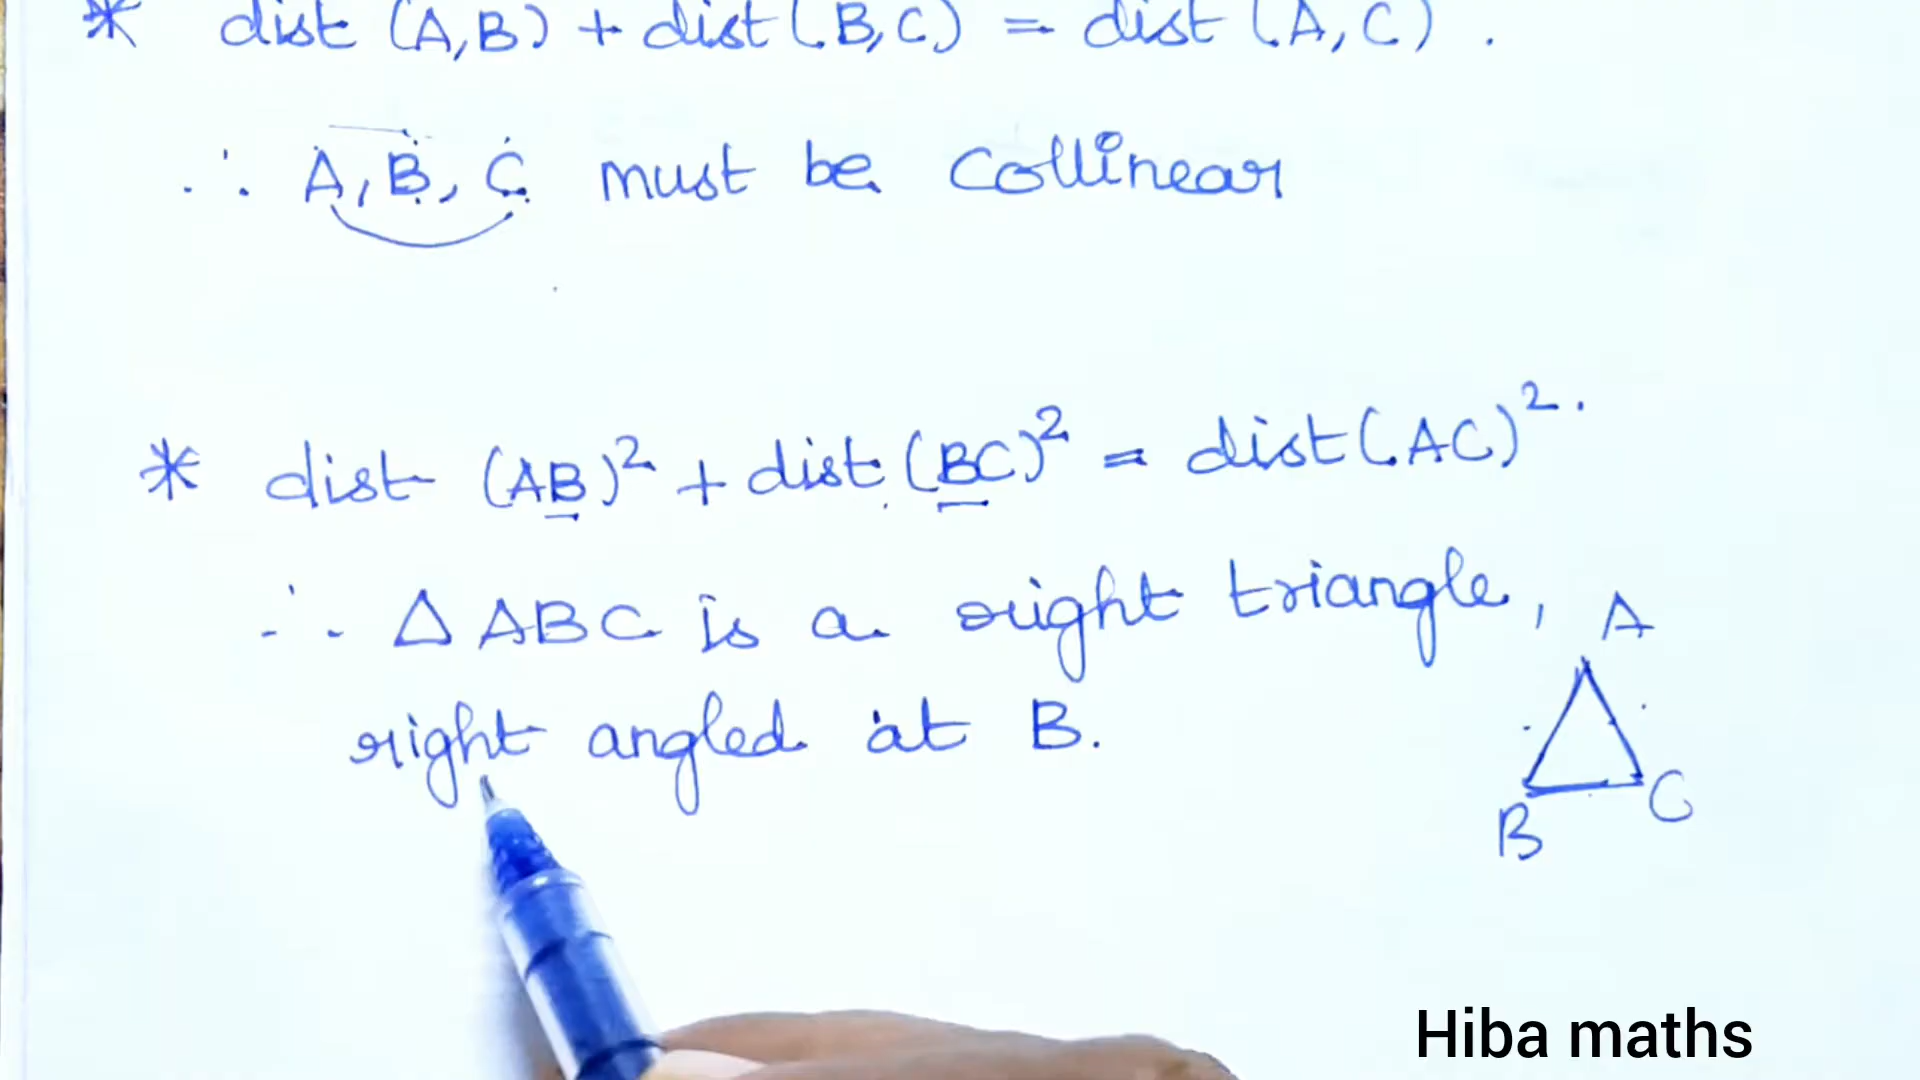 * dist (A,B) + dist (B,C) = dist (A,C).
∴ A, B, C must be Collinear
* dist (AB)² + dist (BC)² = dist (AC)².
∴ △ ABC is a right triangle,
right angled at B.
A
B
C
Hiba maths